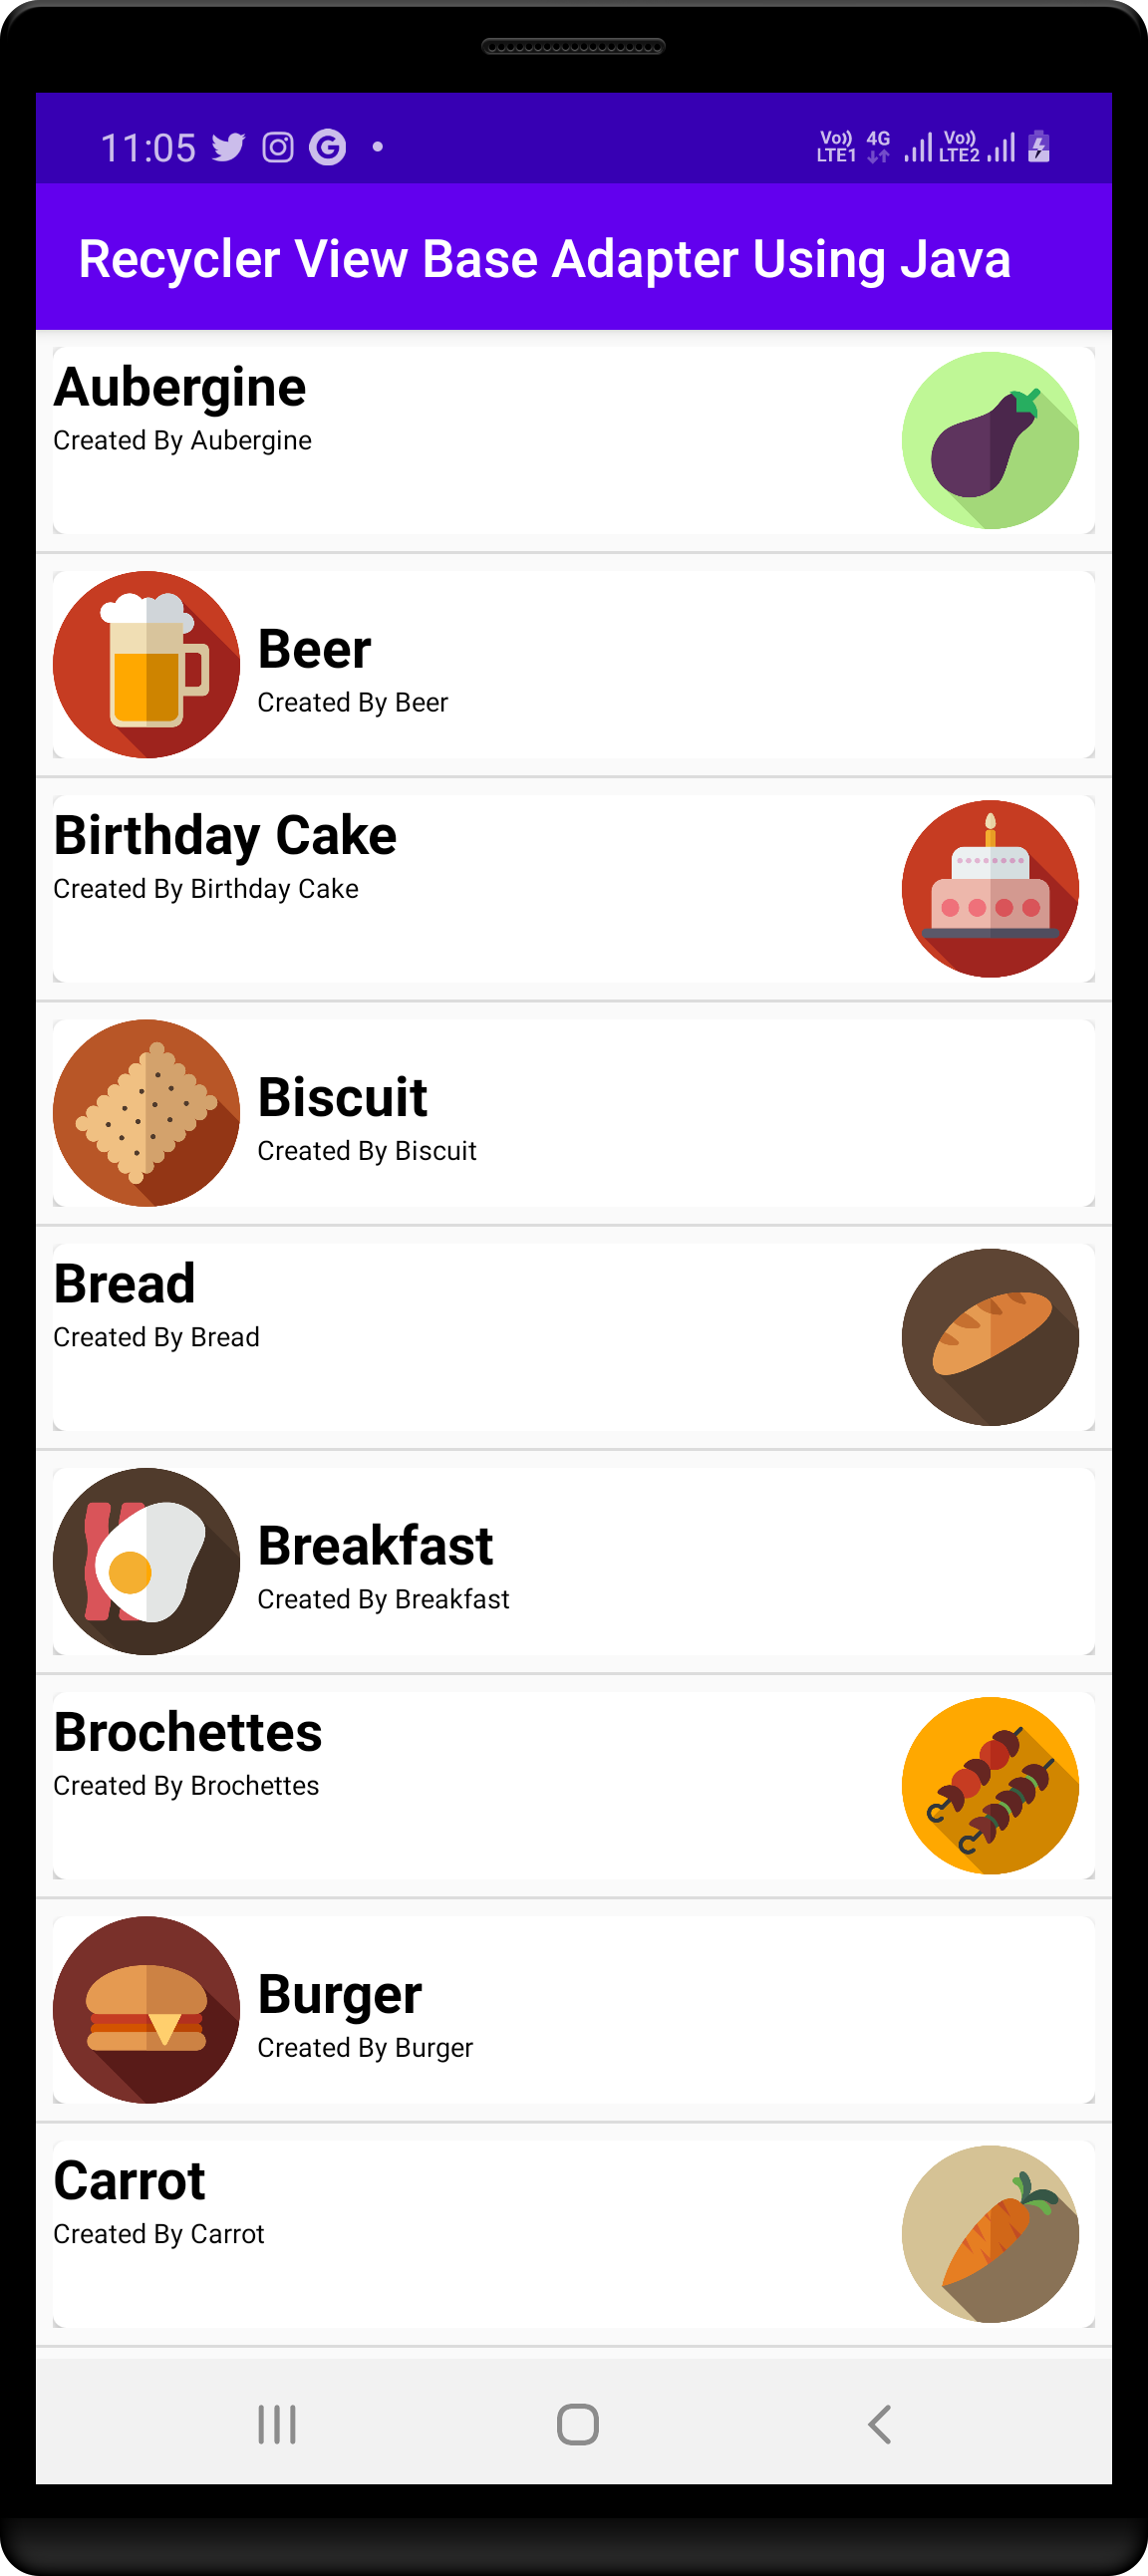 11:05
Vo)) 4G Vo))
LTE1 LTE2
Recycler View Base Adapter Using Java
Aubergine
Created By Aubergine
Beer
Created By Beer
Birthday Cake
Created By Birthday Cake
Biscuit
Created By Biscuit
Bread
Created By Bread
Breakfast
Created By Breakfast
Brochettes
Created By Brochettes
Burger
Created By Burger
Carrot
Created By Carrot